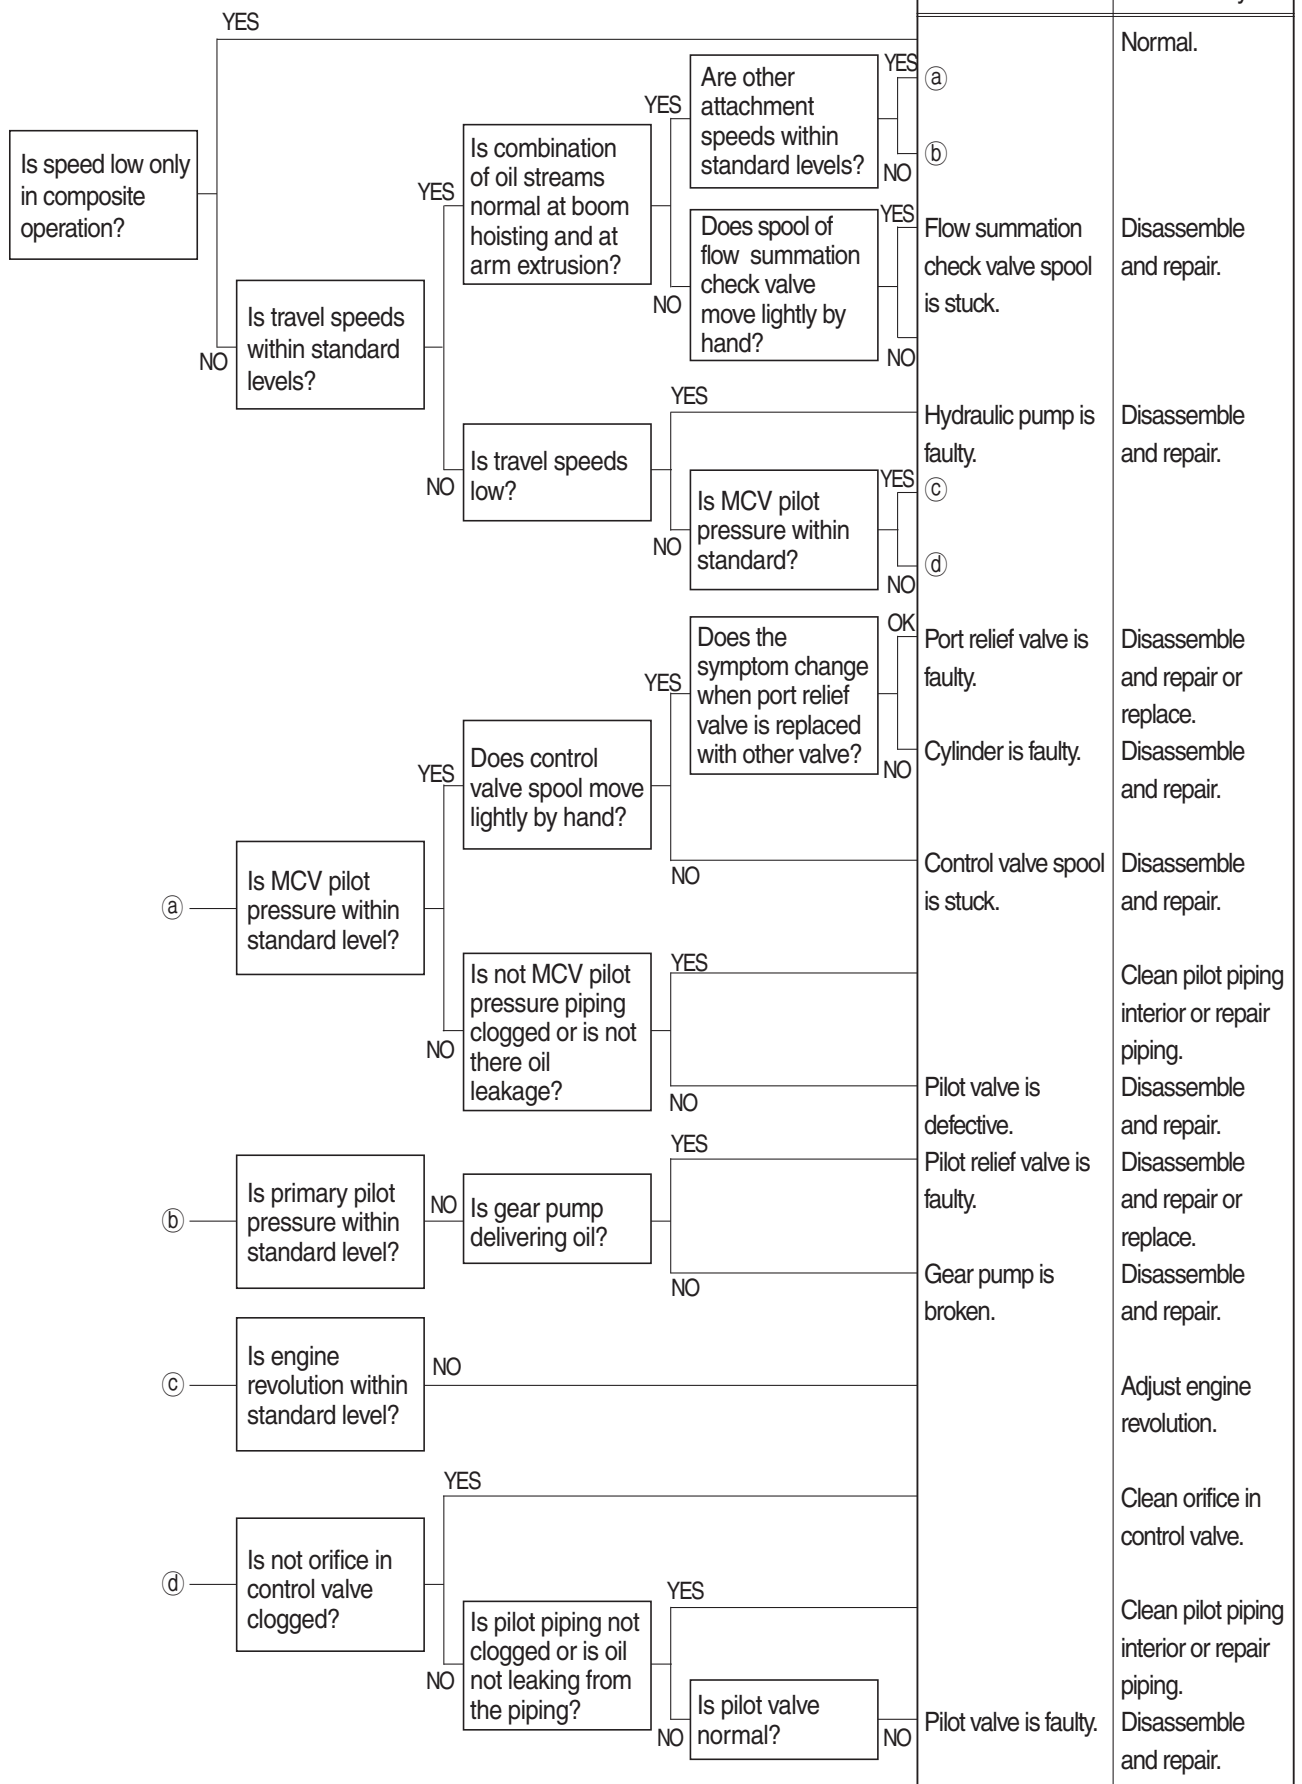 YES
Normal.
Is speed low only
in composite
operation?
NO
Is travel speeds
within standard
levels?
YES
Is combination
of oil streams
normal at boom
hoisting and at
arm extrusion?
YES
Are other
attachment
speeds within
standard levels?
YES
ⓐ
ⓑ
NO
NO
Does spool of
flow summation
check valve
move lightly by
hand?
YES
NO
Flow summation
check valve spool
is stuck.
Disassemble
and repair.
NO
Is travel speeds
low?
YES
Hydraulic pump is
faulty.
Disassemble
and repair.
NO
Is MCV pilot
pressure within
standard?
YES
ⓒ
ⓓ
NO
ⓐ
Is MCV pilot
pressure within
standard level?
YES
Does control
valve spool move
lightly by hand?
YES
Does the
symptom change
when port relief
valve is replaced
with other valve?
OK
Port relief valve is
faulty.
Disassemble
and repair or
replace.
NO
Cylinder is faulty.
Disassemble
and repair.
NO
Control valve spool
is stuck.
Disassemble
and repair.
NO
Is not MCV pilot
pressure piping
clogged or is not
there oil
leakage?
YES
Clean pilot piping
interior or repair
piping.
NO
Pilot valve is
defective.
Disassemble
and repair.
ⓑ
Is primary pilot
pressure within
standard level?
NO
Is gear pump
delivering oil?
YES
Pilot relief valve is
faulty.
Disassemble
and repair or
replace.
NO
Gear pump is
broken.
Disassemble
and repair.
ⓒ
Is engine
revolution within
standard level?
NO
Adjust engine
revolution.
ⓓ
Is not orifice in
control valve
clogged?
YES
Clean orifice in
control valve.
NO
Is pilot piping not
clogged or is oil
not leaking from
the piping?
YES
Clean pilot piping
interior or repair
piping.
NO
Is pilot valve
normal?
NO
Pilot valve is faulty.
Disassemble
and repair.